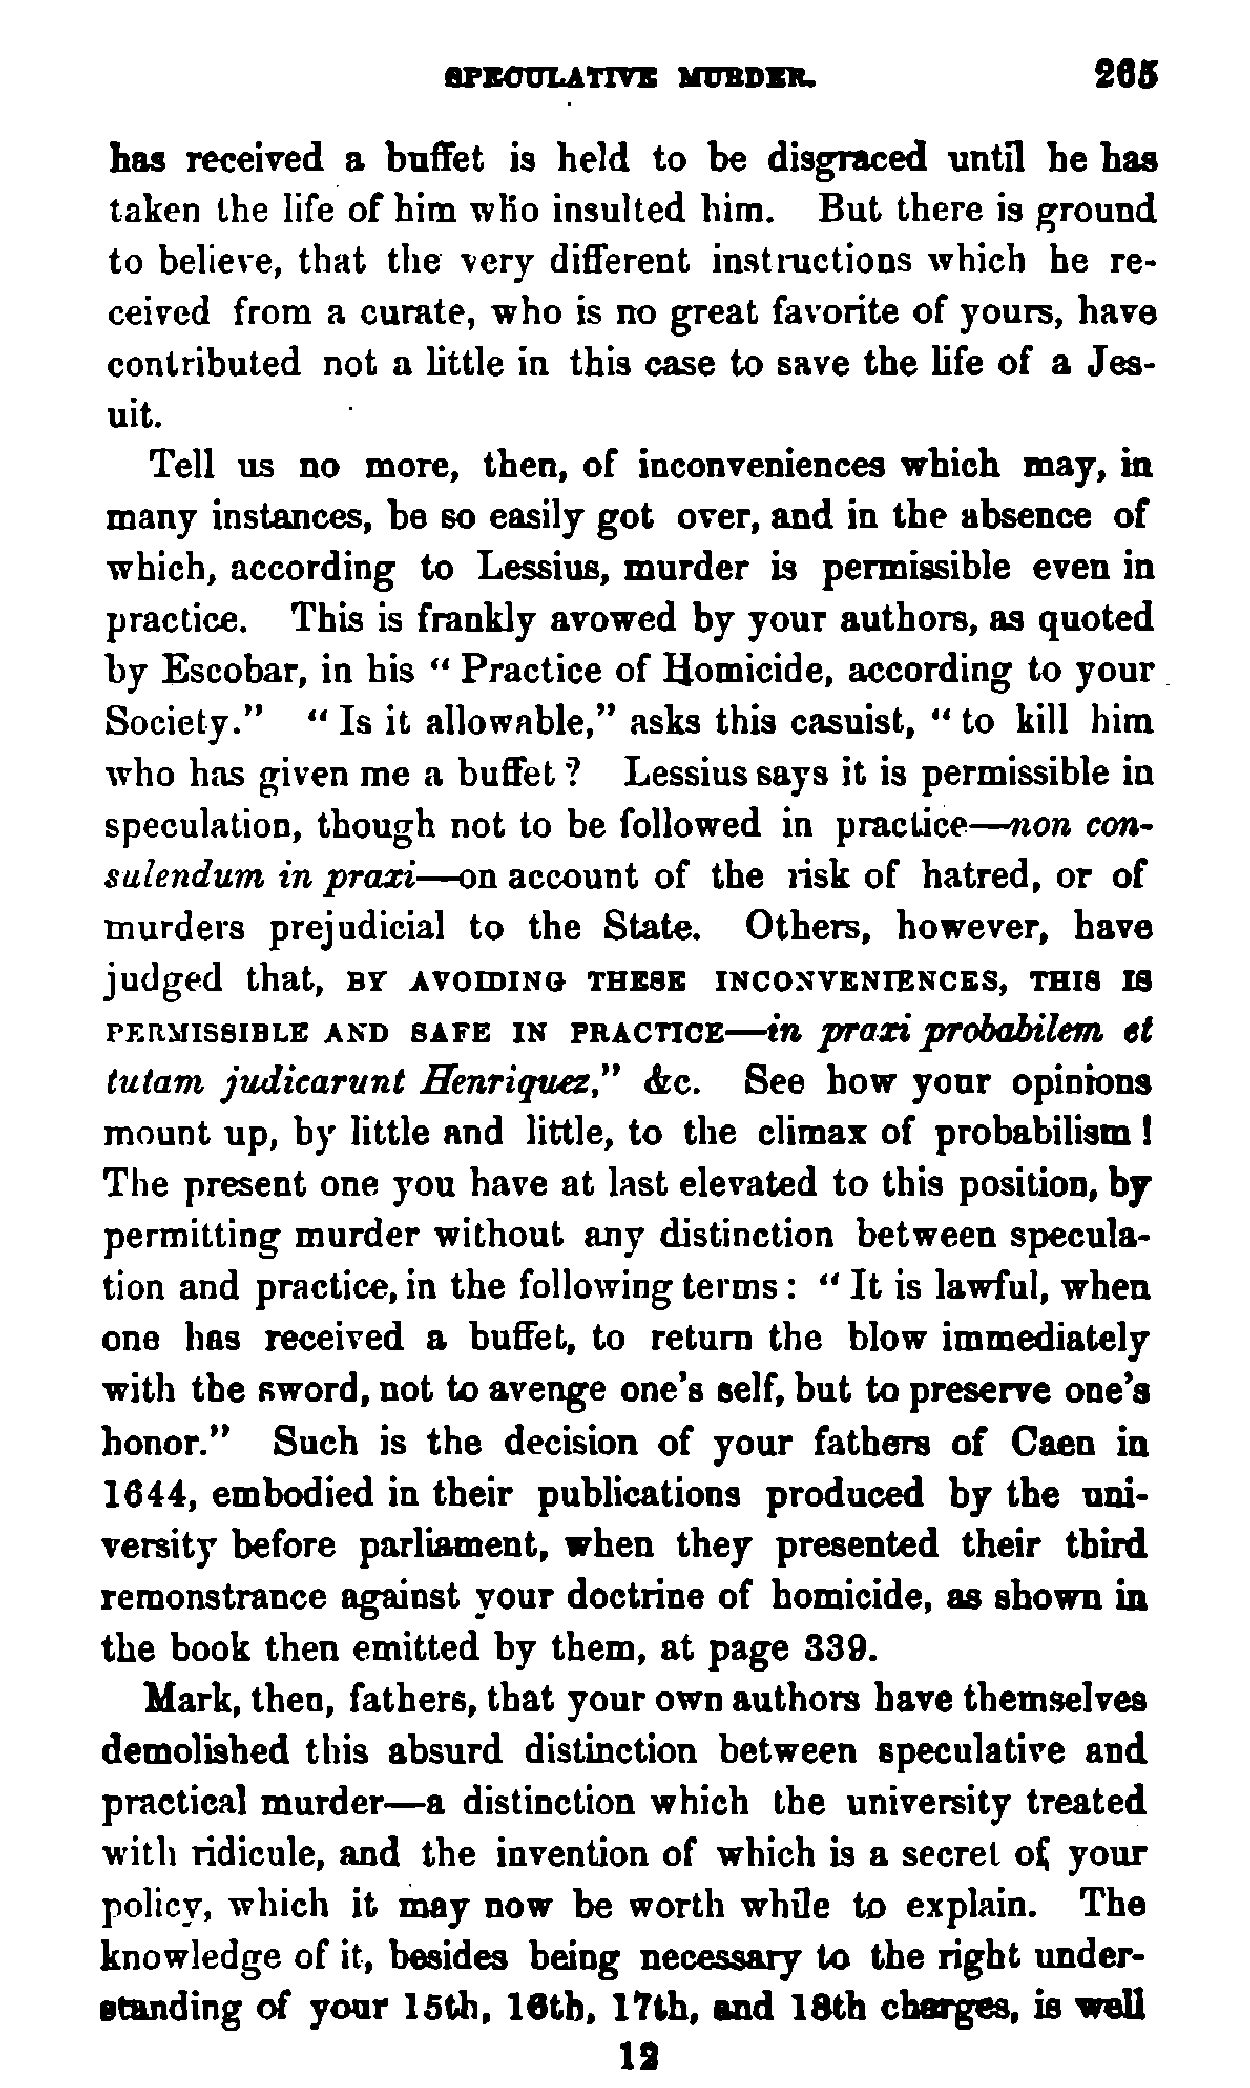 SPECULATIVE MURDER. 265
has received a buffet is held to be disgraced until he has
taken the life of him who insulted him. But there is ground
to believe, that the very different instructions which he re-
ceived from a curate, who is no great favorite of yours, have
contributed not a little in this case to save the life of a Jes-
uit.
Tell us no more, then, of inconveniences which may, in
many instances, be so easily got over, and in the absence of
which, according to Lessius, murder is permissible even in
practice. This is frankly avowed by your authors, as quoted
by Escobar, in his “ Practice of Homicide, according to your
Society.” “ Is it allowable,” asks this casuist, “ to kill him
who has given me a buffet ? Lessius says it is permissible in
speculation, though not to be followed in practice—non con-
sulendum in praxi—on account of the risk of hatred, or of
murders prejudicial to the State. Others, however, have
judged that, BY AVOIDING THESE INCONVENIENCES, THIS IS
PERMISSIBLE AND SAFE IN PRACTICE—in praxi probabilem et
tutam judicarunt Henriquez,” &c. See how your opinions
mount up, by little and little, to the climax of probabilism !
The present one you have at last elevated to this position, by
permitting murder without any distinction between specula-
tion and practice, in the following terms : “ It is lawful, when
one has received a buffet, to return the blow immediately
with the sword, not to avenge one’s self, but to preserve one’s
honor.” Such is the decision of your fathers of Caen in
1644, embodied in their publications produced by the uni-
versity before parliament, when they presented their third
remonstrance against your doctrine of homicide, as shown in
the book then emitted by them, at page 339.
Mark, then, fathers, that your own authors have themselves
demolished this absurd distinction between speculative and
practical murder—a distinction which the university treated
with ridicule, and the invention of which is a secret of your
policy, which it may now be worth while to explain. The
knowledge of it, besides being necessary to the right under-
standing of your 15th, 16th, 17th, and 18th charges, is well
12